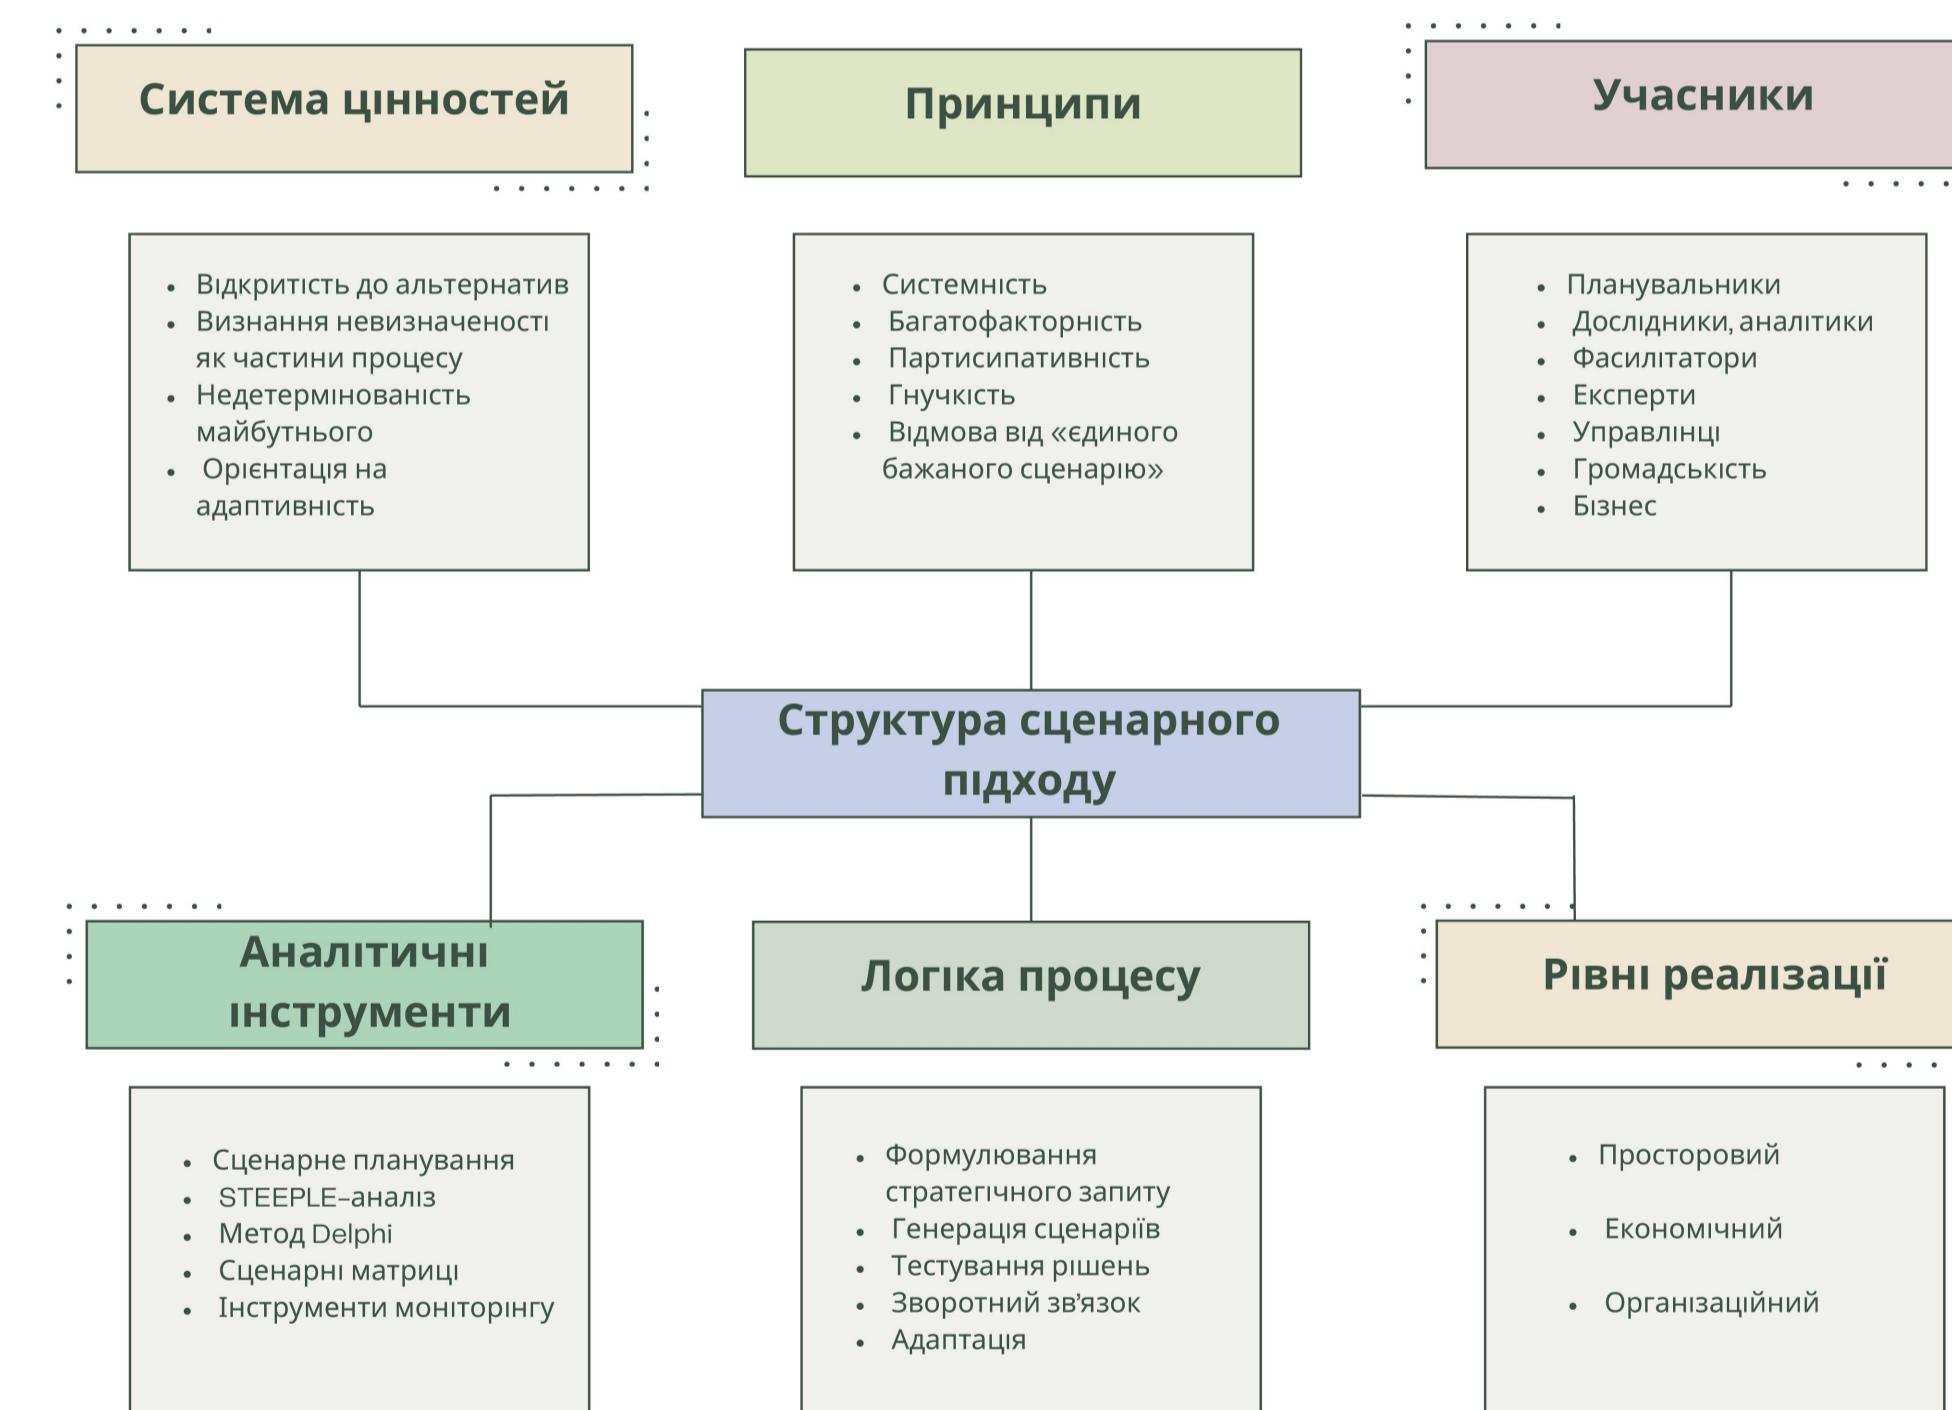 Система цінностей
• Відкритість до альтернатив
• Визнання невизначеності
як частини процесу
• Недетермінованість
майбутнього
• Орієнтація на
адаптивність
Принципи
• Системність
• Багатофакторність
• Партисипативність
• Гнучкість
• Відмова від «єдиного
бажаного сценарію»
Учасники
• Планувальники
• Дослідники, аналітики
• Фасилітатори
• Експерти
• Управлінці
• Громадськість
• Бізнес
Структура сценарного
підходу
Аналітичні
інструменти
• Сценарне планування
• STEEPLE-аналіз
• Метод Delphi
• Сценарні матриці
• Інструменти моніторінгу
Логіка процесу
• Формулювання
стратегічного запиту
• Генерація сценаріїв
• Тестування рішень
• Зворотний зв’язок
• Адаптація
Рівні реалізації
• Просторовий
• Економічний
• Організаційний